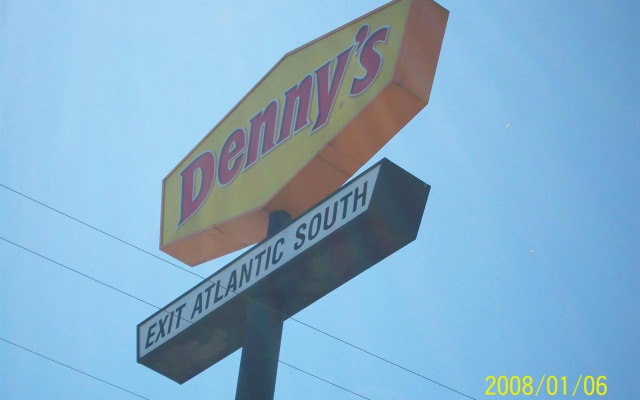 Denny's
EXIT ATLANTIC SOUTH
2008/01/06